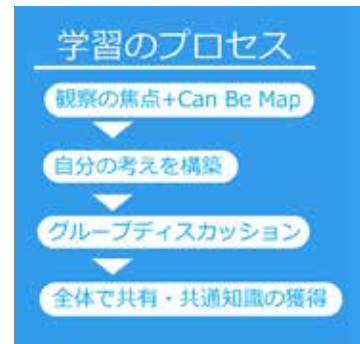 学習のプロセス
観察の焦点+Can Be Map
自分の考えを構築
グループディスカッション
全体で共有・共通知識の獲得